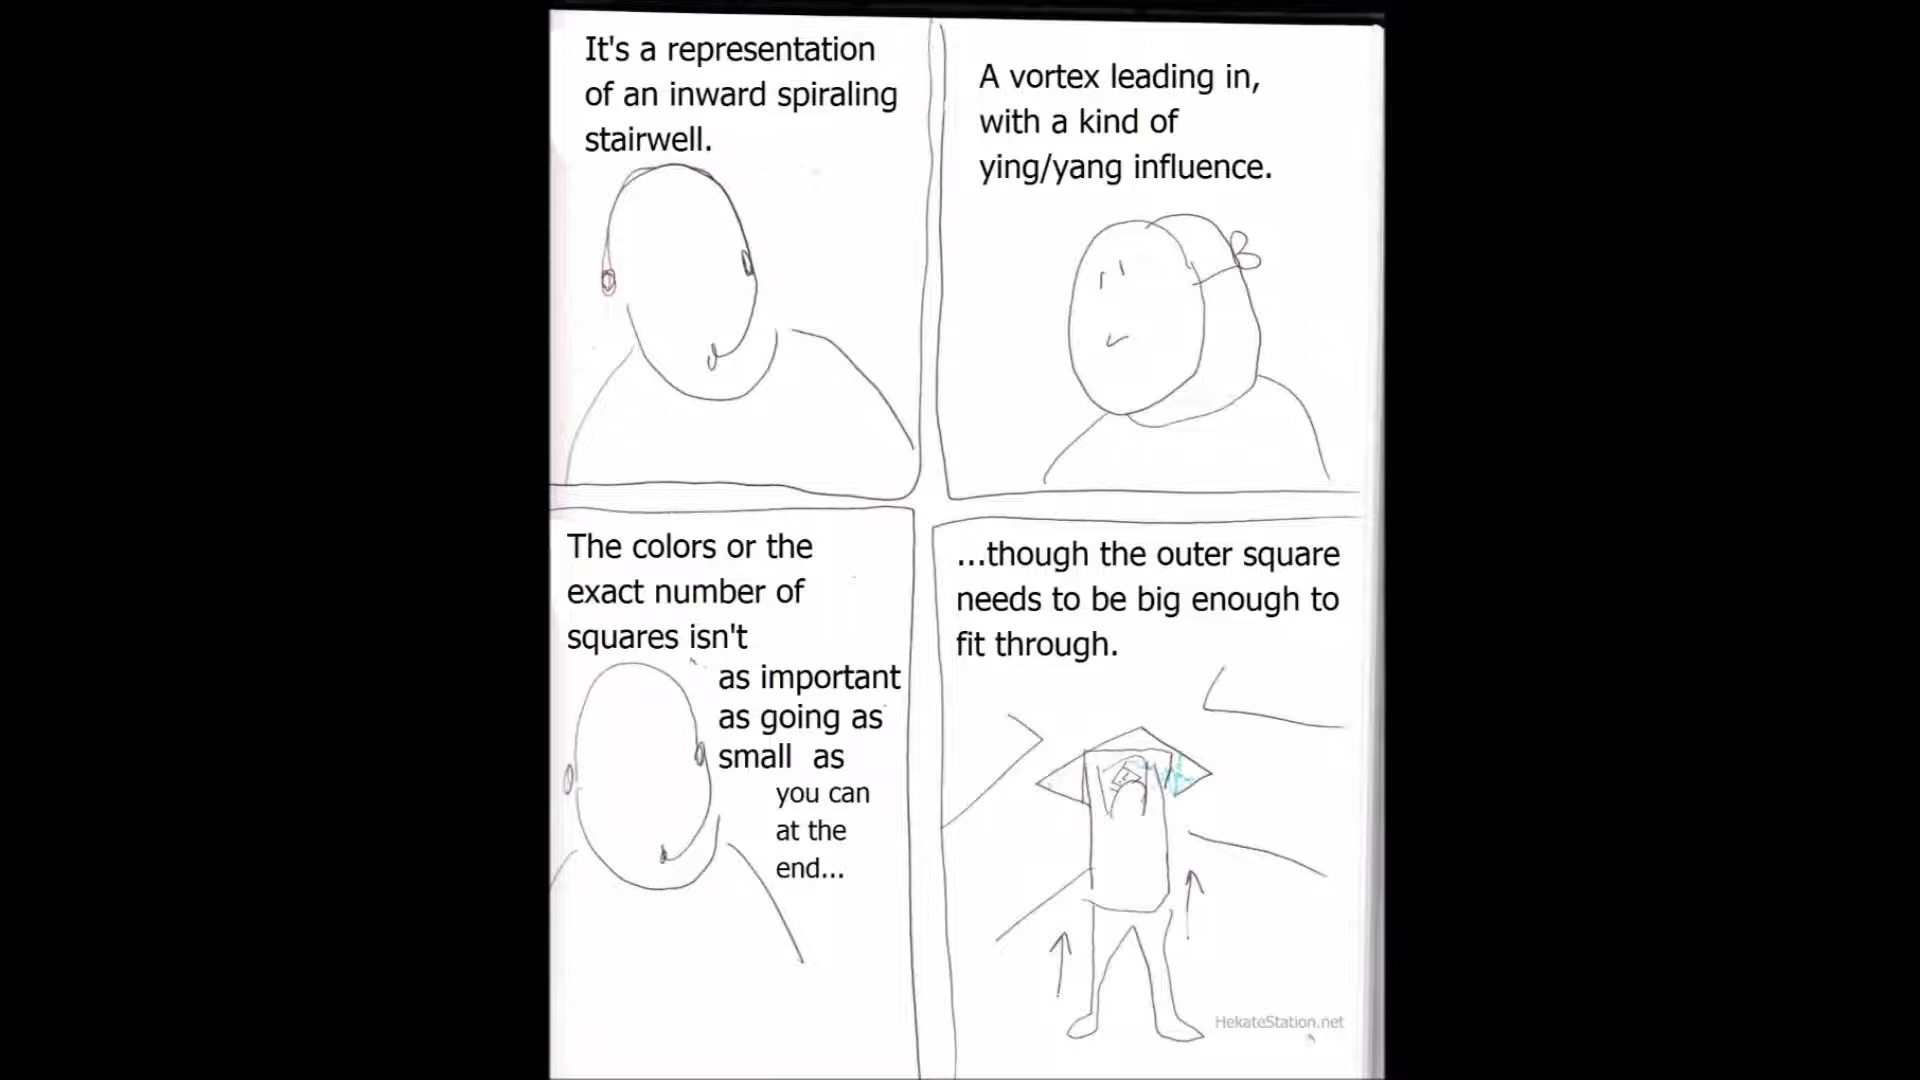 It's a representation
of an inward spiraling
stairwell.
A vortex leading in,
with a kind of
ying/yang influence.
The colors or the
exact number of
squares isn't
as important
as going as
small as
you can
at the
end...
...though the outer square
needs to be big enough to
fit through.
HekateStation.net